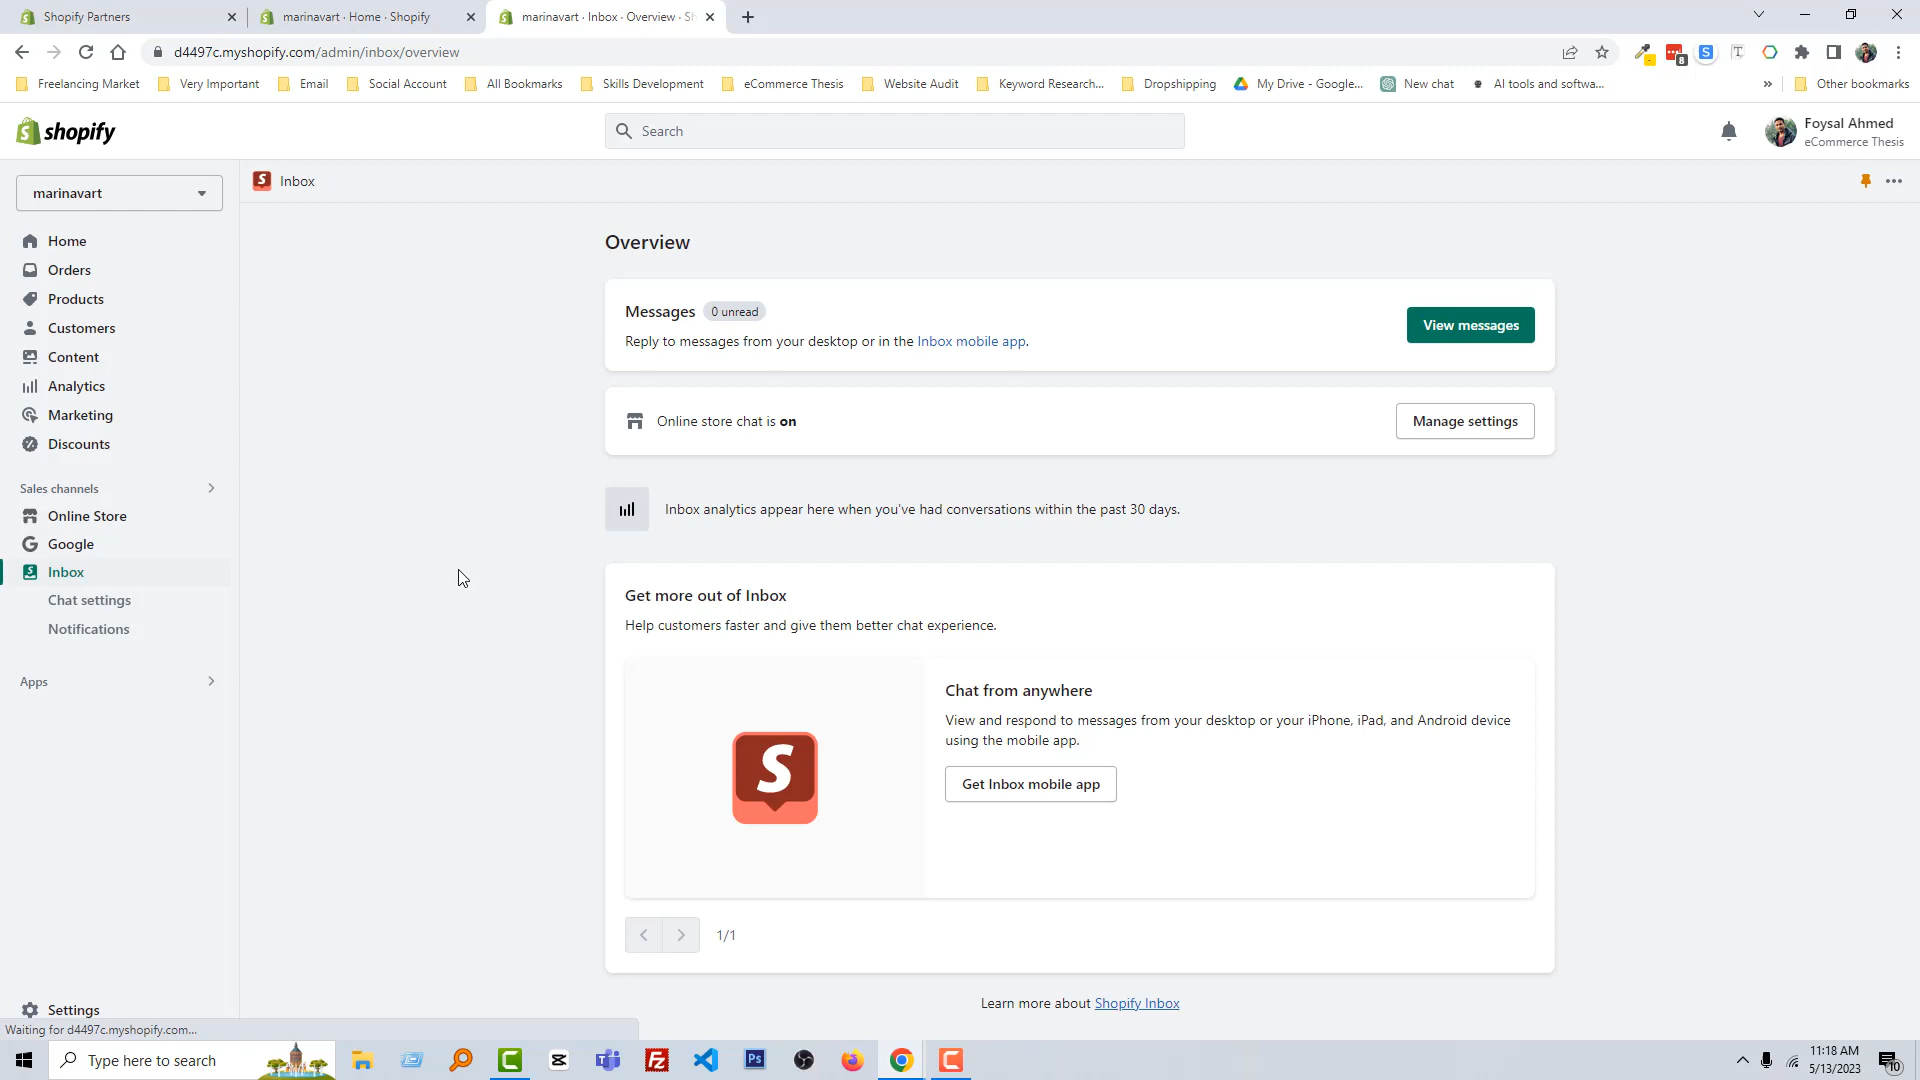 Shopify Partners
marinavart · Home · Shopify
marinavart · Inbox · Overview · Sh
d4497c.myshopify.com/admin/inbox/overview
Freelancing Market
Very Important
Email
Social Account
All Bookmarks
Skills Development
eCommerce Thesis
Website Audit
Keyword Research...
Dropshipping
My Drive - Google...
New chat
AI tools and softwa...
Other bookmarks
shopify
Search
Foysal Ahmed
eCommerce Thesis
marinavart
Inbox
Home
Orders
Products
Customers
Content
Analytics
Marketing
Discounts
Sales channels
Online Store
Google
Inbox
Chat settings
Notifications
Apps
Settings
Overview
Messages 0 unread
Reply to messages from your desktop or in the Inbox mobile app.
View messages
Online store chat is on
Manage settings
Inbox analytics appear here when you've had conversations within the past 30 days.
Get more out of Inbox
Help customers faster and give them better chat experience.
Chat from anywhere
View and respond to messages from your desktop or your iPhone, iPad, and Android device
using the mobile app.
Get Inbox mobile app
1/1
Learn more about Shopify Inbox
Waiting for d4497c.myshopify.com...
Type here to search
11:18 AM
5/13/2023
10